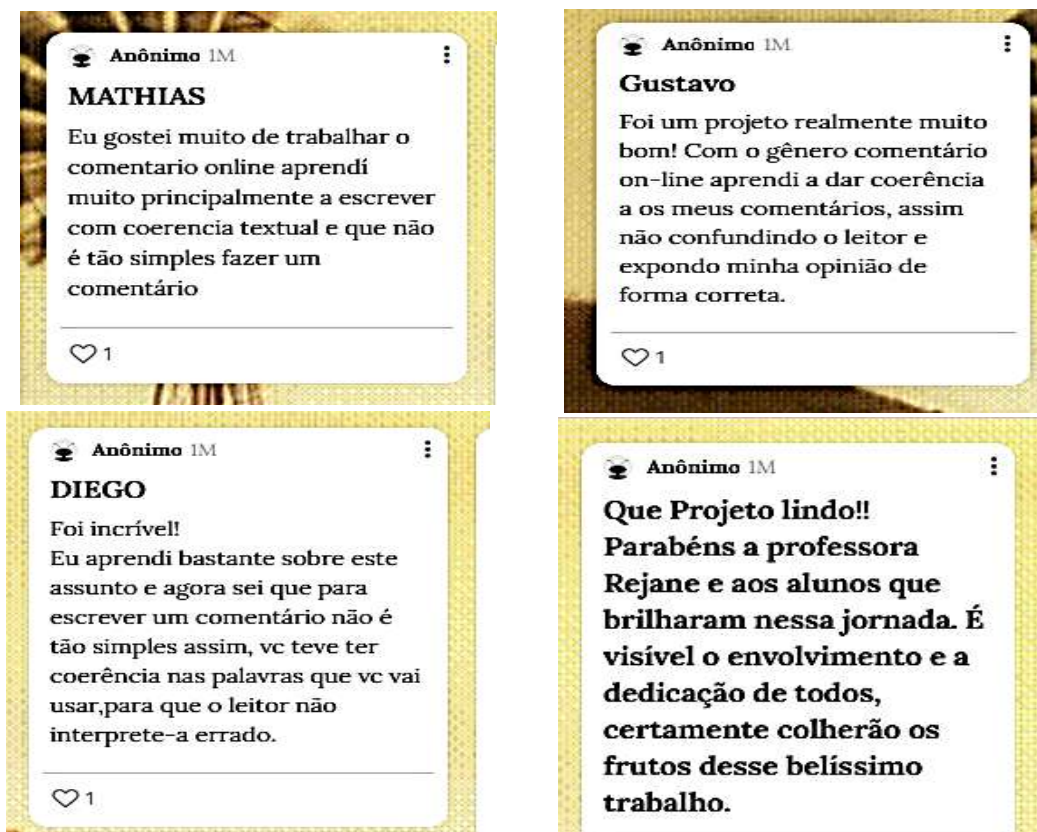 Anônimo 1M
MATHIAS
Eu gostei muito de trabalhar o
comentario online aprendí
muito principalmente a escrever
com coerencia textual e que não
é tão simples fazer um
comentário
1
Anônimo 1M
Gustavo
Foi um projeto realmente muito
bom! Com o gênero comentário
on-line aprendi a dar coerência
a os meus comentários, assim
não confundindo o leitor e
expondo minha opinião de
forma correta.
1
Anônimo 1M
DIEGO
Foi incrível!
Eu aprendi bastante sobre este
assunto e agora sei que para
escrever um comentário não é
tão simples assim, vc teve ter
coerência nas palavras que vc vai
usar,para que o leitor não
interprete-a errado.
1
Anônimo 1M
Que Projeto lindo!!
Parabéns a professora
Rejane e aos alunos que
brilharam nessa jornada. É
visível o envolvimento e a
dedicação de todos,
certamente colherão os
frutos desse belíssimo
trabalho.